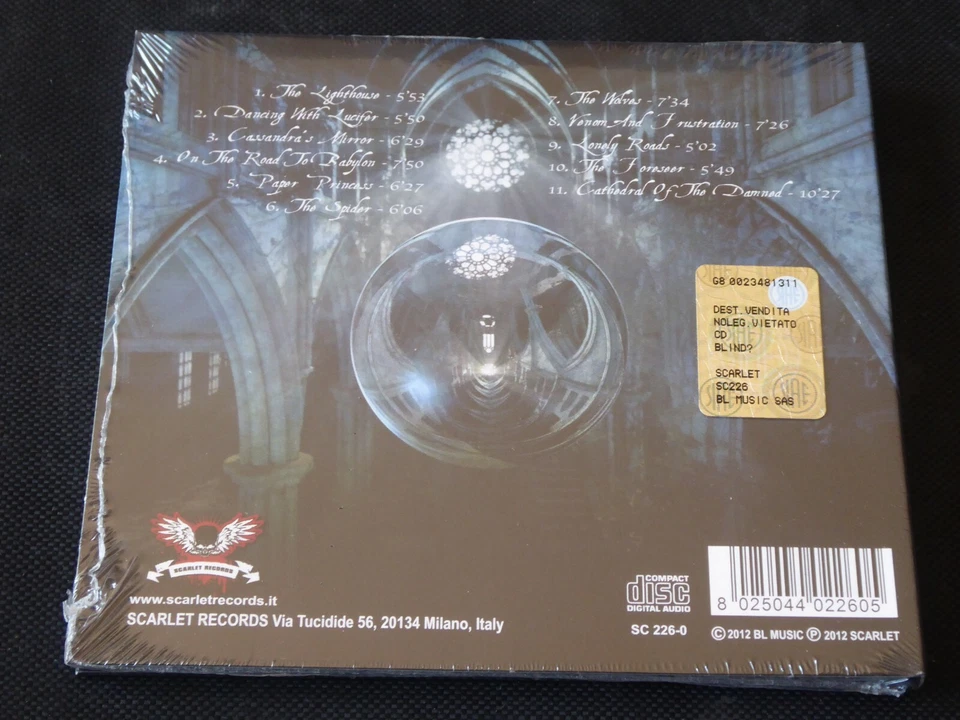 1. The Lighthouse - 5'53
2. Dancing With Lucifer - 5'50
3. Cassandra's Mirror - 6'29
4. On The Road To Babylon - 7'50
5. Paper Princess - 6'27
6. The Spider - 6'06
7. The Wolves - 7'34
8. Venom And Frustration - 7'26
9. Lonely Roads - 5'02
10. The Foreseer - 5'49
11. Cathedral Of The Damned - 10'27
GB 0023481311
DEST.VENDITA
NOLEG.VIETATO
CD
BLIND?
SCARLET
SC226
BL MUSIC SAS
SCARLET RECORDS
www.scarletrecords.it
SCARLET RECORDS Via Tucidide 56, 20134 Milano, Italy
COMPACT
disc
DIGITAL AUDIO
SC 226-0
8 025044 022605
© 2012 BL MUSIC ℗ 2012 SCARLET